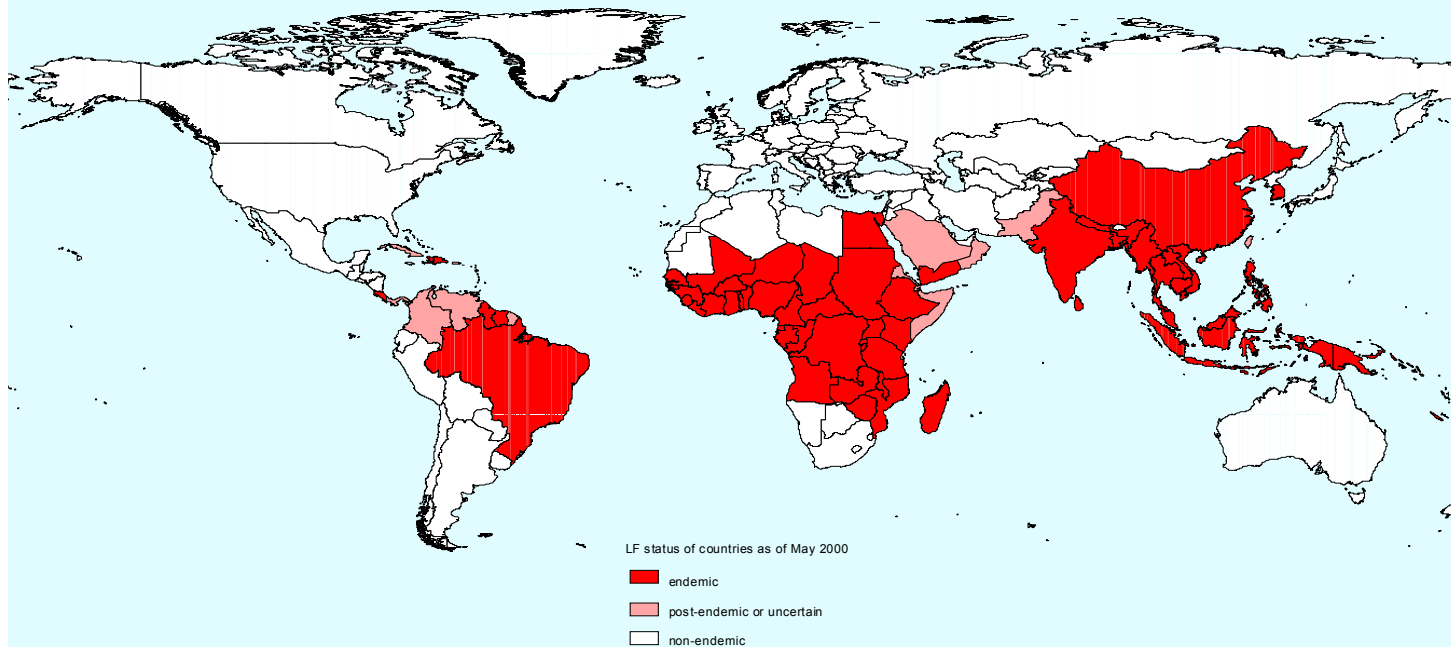 LF status of countries as of May 2000
endemic
post-endemic or uncertain
non-endemic